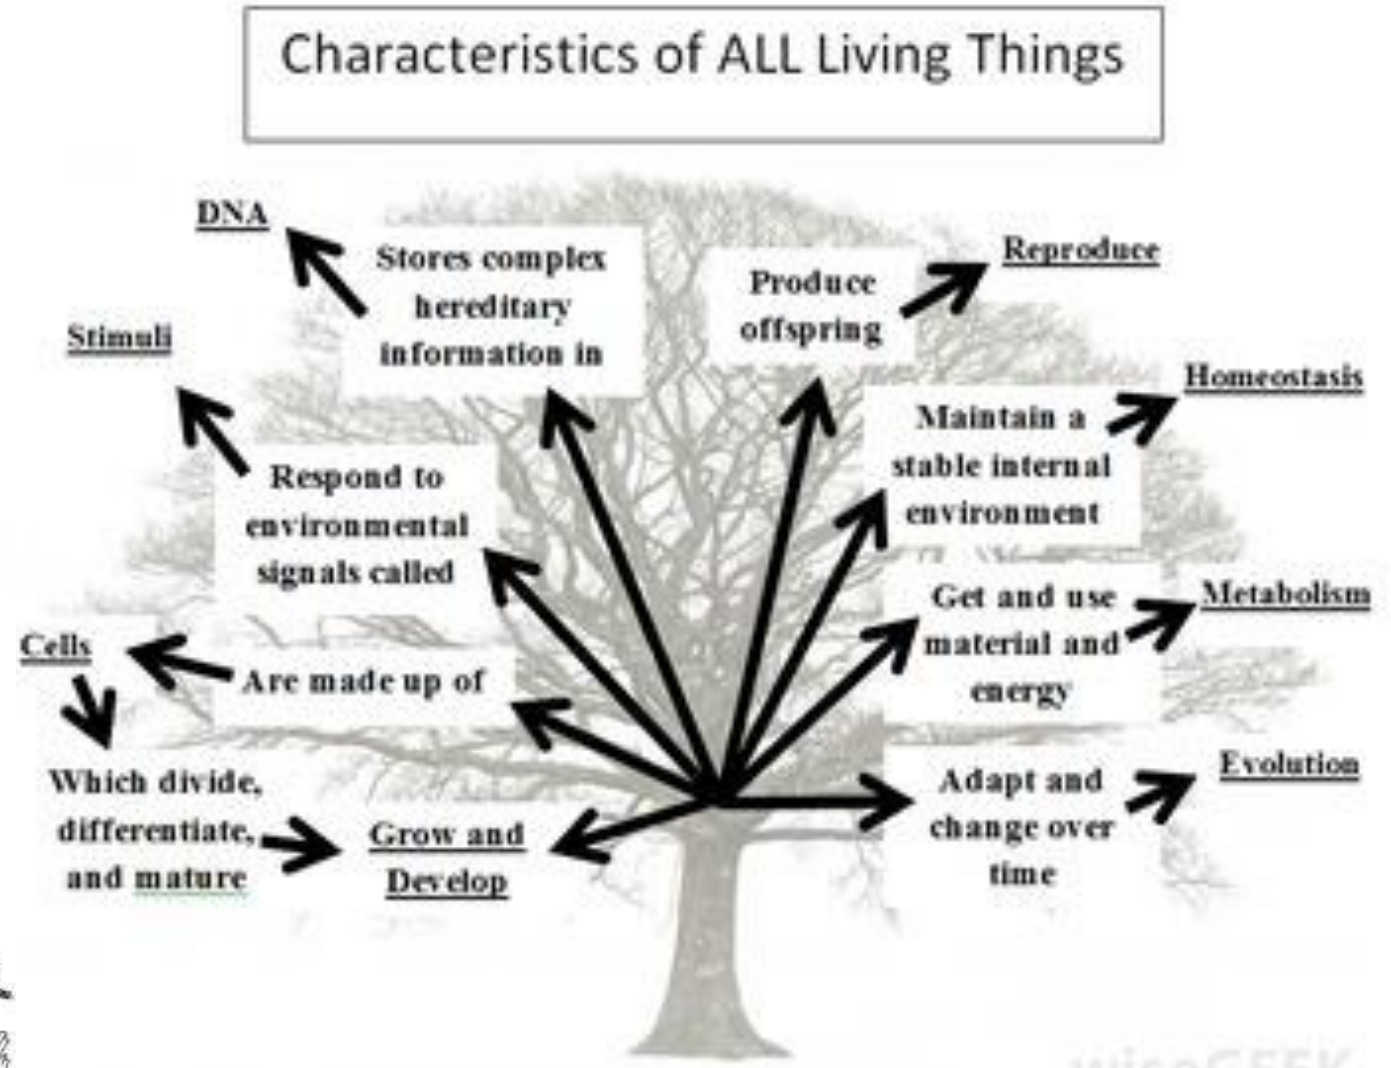 Characteristics of ALL Living Things
DNA
Stores complex
hereditary
information in
Produce
offspring
Reproduce
Stimuli
Respond to
environmental
signals called
Homeostasis
Maintain a
stable internal
environment
Cells
Are made up of
Get and use
material and
energy
Metabolism
Which divide,
differentiate,
and mature
Grow and
Develop
Adapt and
change over
time
Evolution
wiseGEEK